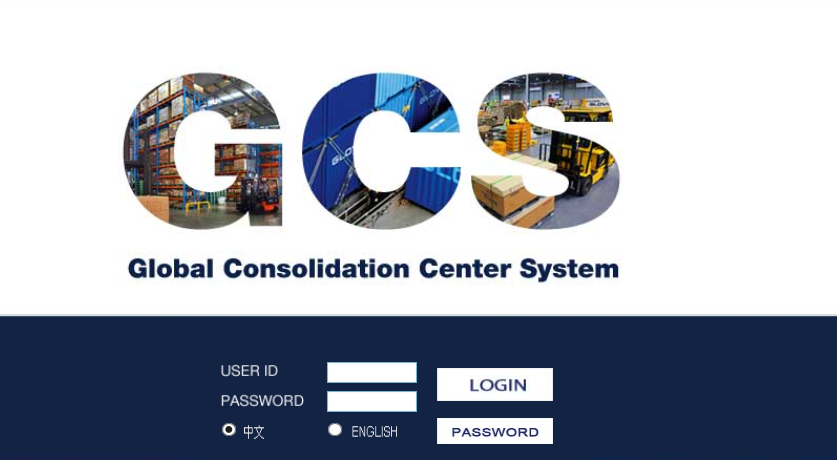 GCS
Global Consolidation Center System
USER ID
LOGIN
PASSWORD
中文
ENGLISH
PASSWORD